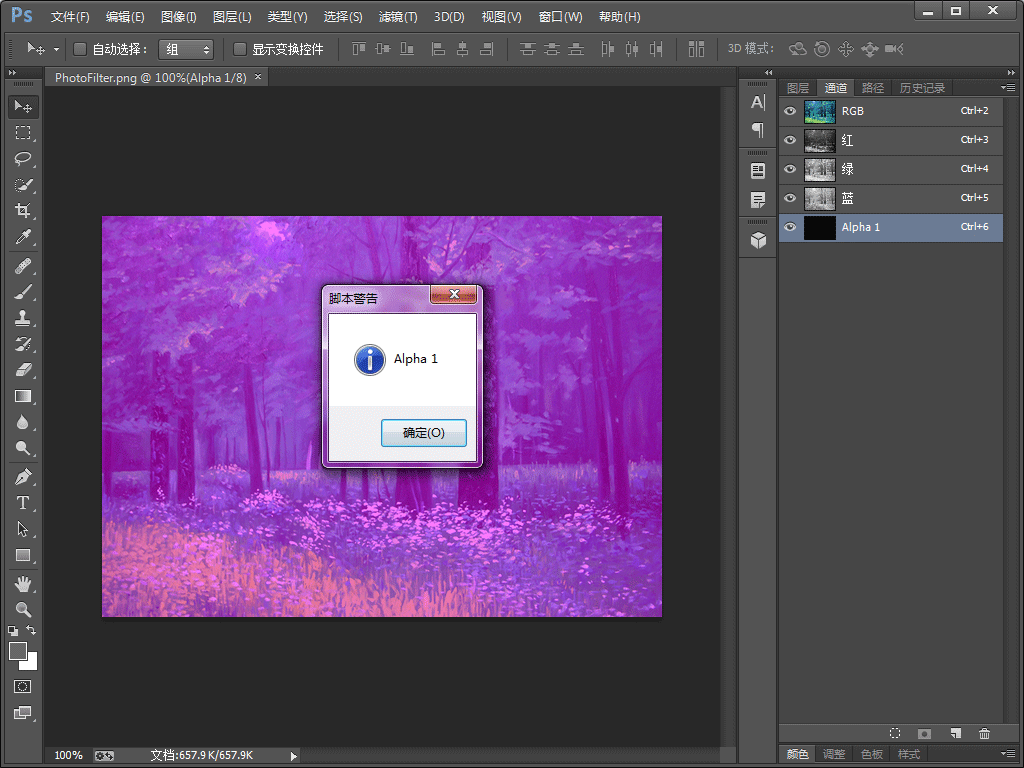 Ps 文件(F) 编辑(E) 图像(I) 图层(L) 类型(Y) 选择(S) 滤镜(T) 3D(D) 视图(V) 窗口(W) 帮助(H)
自动选择： 组 显示变换控件 3D 模式：
PhotoFilter.png @ 100%(Alpha 1/8) ×
图层 通道 路径 历史记录
RGB Ctrl+2
红 Ctrl+3
绿 Ctrl+4
蓝 Ctrl+5
Alpha 1 Ctrl+6
脚本警告
Alpha 1
确定(O)
100% 文档:657.9 K/657.9K
颜色 调整 色板 样式